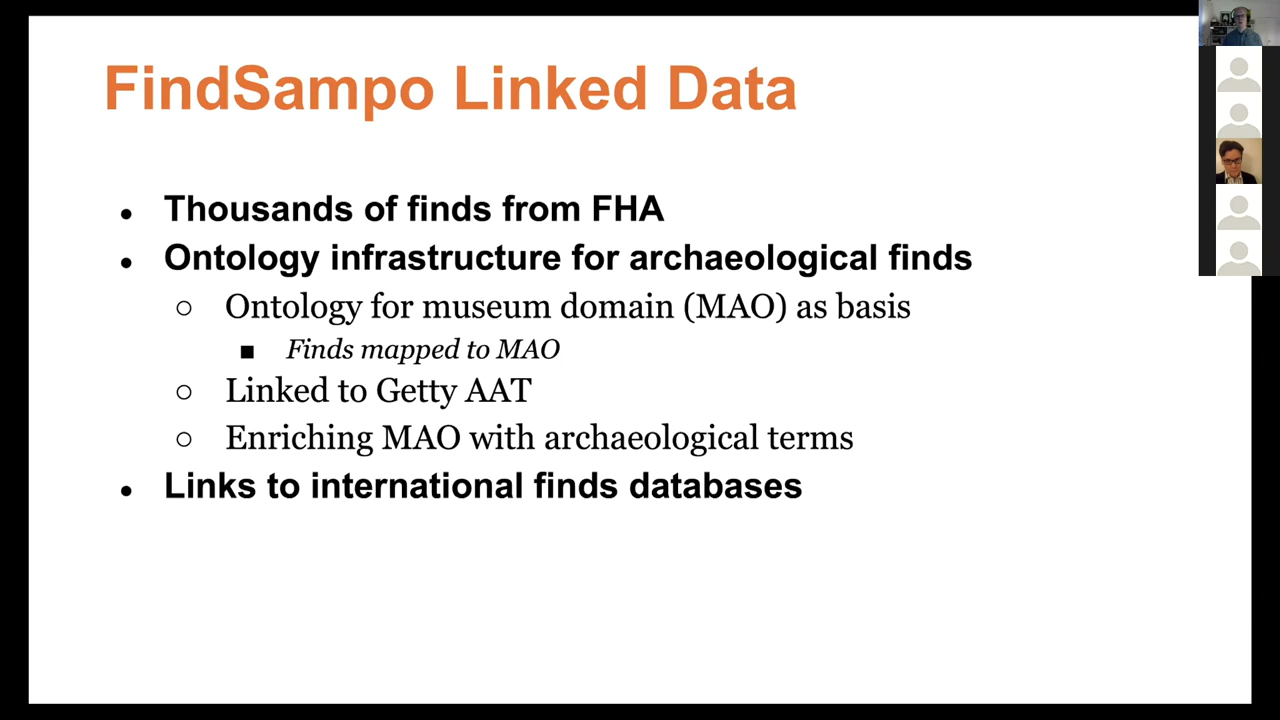 FindSampo Linked Data
● Thousands of finds from FHA
● Ontology infrastructure for archaeological finds
○ Ontology for museum domain (MAO) as basis
■ Finds mapped to MAO
○ Linked to Getty AAT
○ Enriching MAO with archaeological terms
● Links to international finds databases